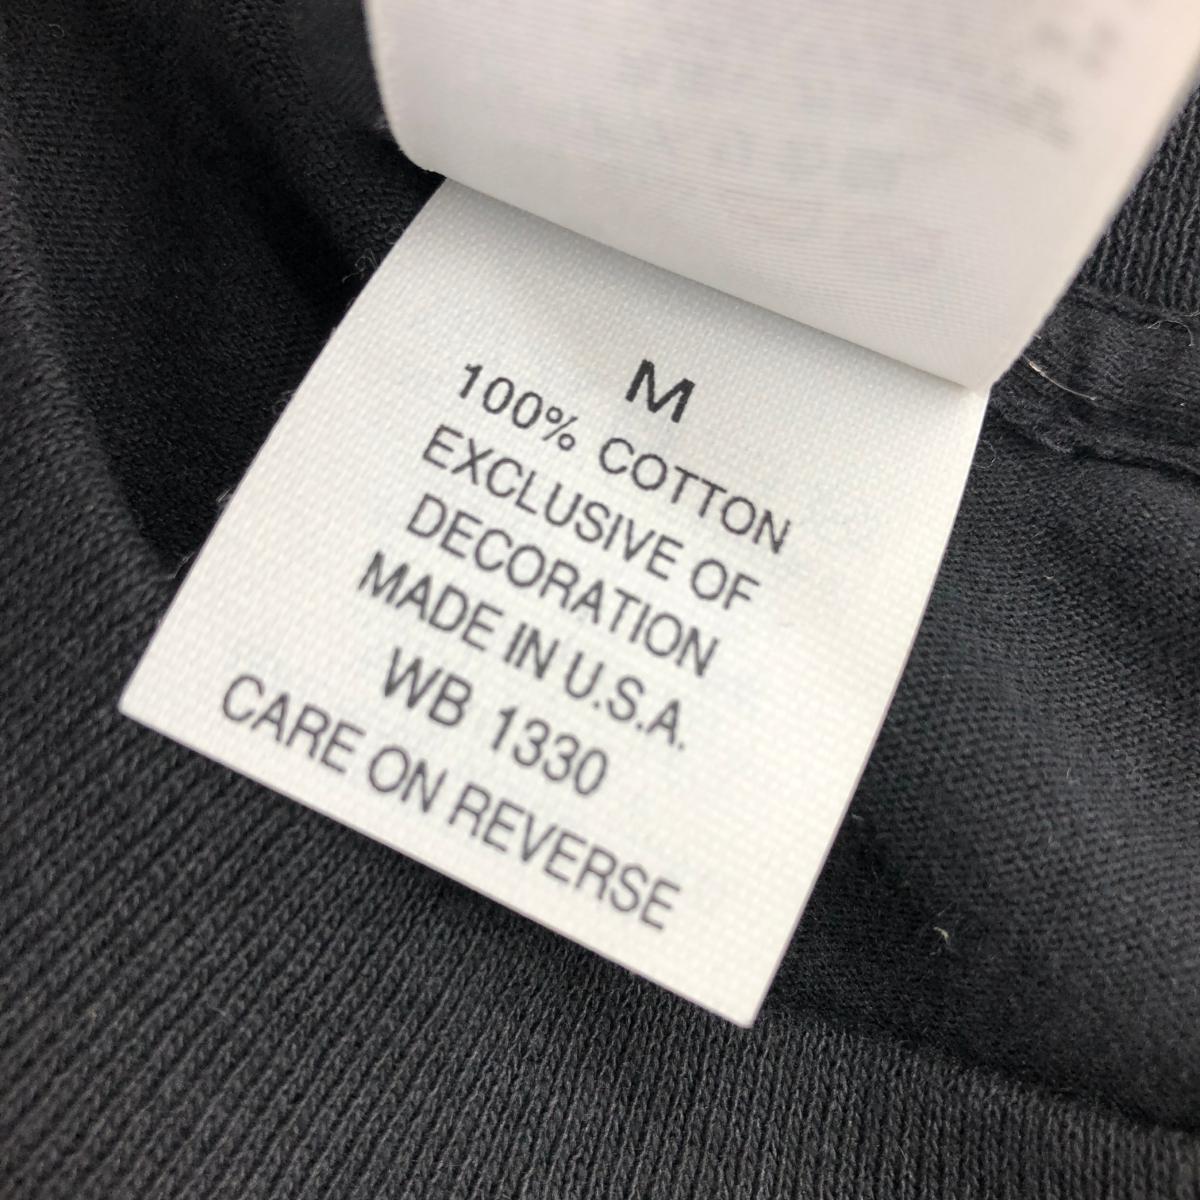 M
100% COTTON
EXCLUSIVE OF
DECORATION
MADE IN U.S.A.
WB 1330
CARE ON REVERSE